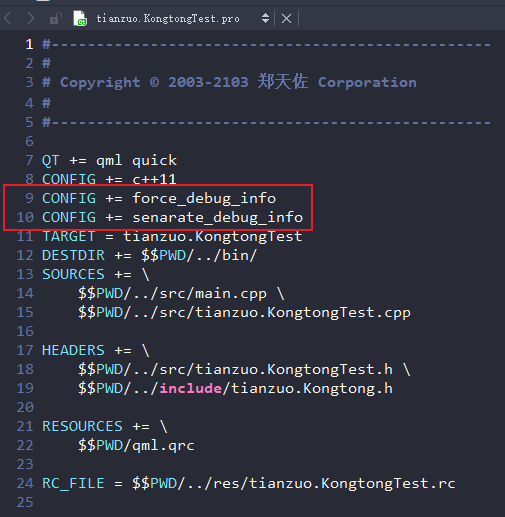 tianzuo.KongtongTest.pro
1 #-----------------------------------------------
2 #
3 # Copyright © 2003-2103 郑天佐 Corporation
4 #
5 #-----------------------------------------------
6
7 QT += qml quick
8 CONFIG += c++11
9 CONFIG += force_debug_info
10 CONFIG += senarate_debug_info
11 TARGET = tianzuo.KongtongTest
12 DESTDIR += $$PWD/../bin/
13 SOURCES += \
14     $$PWD/../src/main.cpp \
15     $$PWD/../src/tianzuo.KongtongTest.cpp
16
17 HEADERS += \
18     $$PWD/../src/tianzuo.KongtongTest.h \
19     $$PWD/../include/tianzuo.Kongtong.h
20
21 RESOURCES += \
22     $$PWD/qml.qrc
23
24 RC_FILE = $$PWD/../res/tianzuo.KongtongTest.rc
25